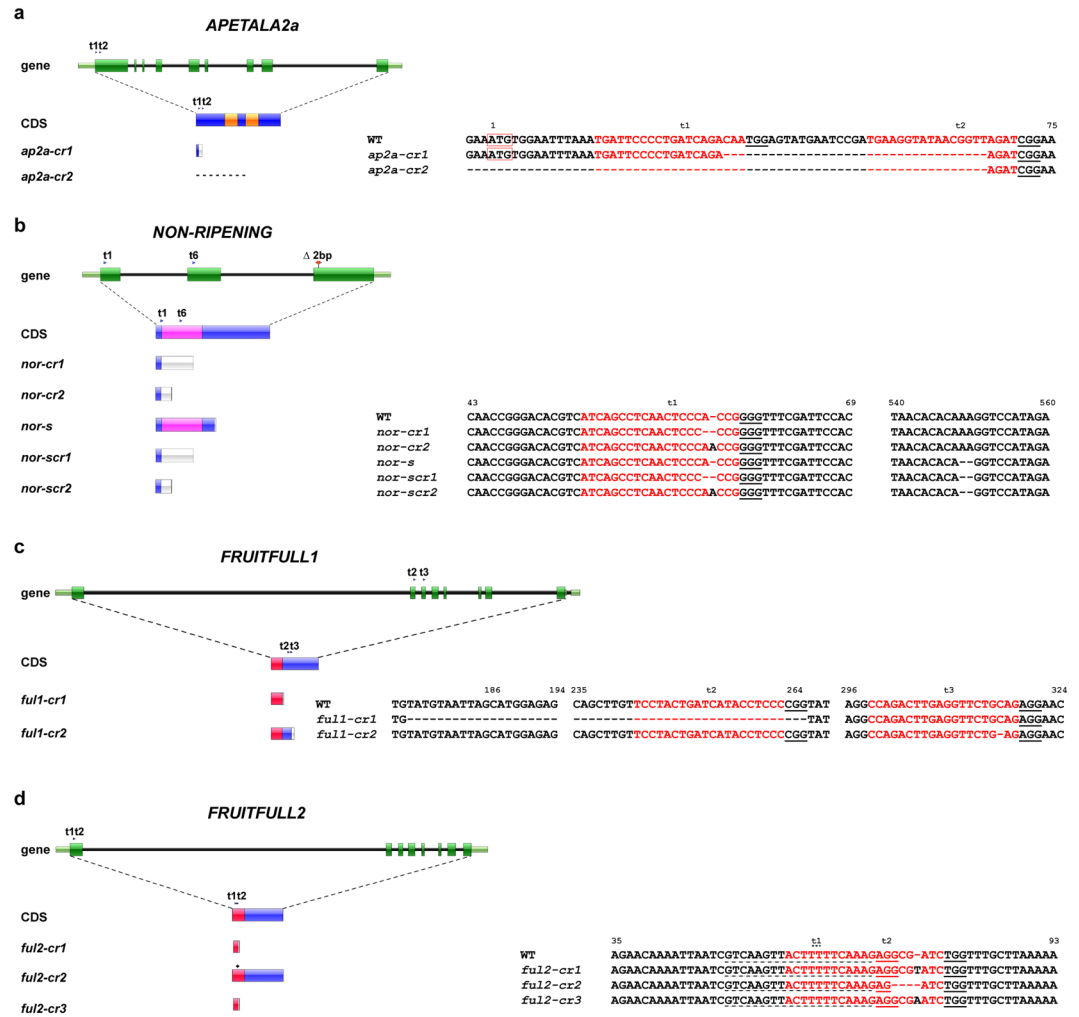 a
APETALA2a
t1t2
gene
t1t2
CDS
ap2a-cr1
ap2a-cr2
1 t1 t2 75
WT GAAATGTGGAATTTAAATGATTCCCCTGATCAGACAATGGAGTATGAATCCGATGAAGGTATAACGGTTAGATCGGAA
ap2a-cr1 GAAATGTGGAATTTAAATGATTCCCCTGATCAGA-----------------------------------AGATCGGAA
ap2a-cr2 ---------------------------------------------------------------------AGATCGGAA
b
NON-RIPENING
t1 t6 Δ 2bp
gene
t1 t6
CDS
nor-cr1
nor-cr2
nor-s
nor-scr1
nor-scr2
43 t1 69 540 560
WT CAACCGGGACACGTCATCAGCCTCAACTCCCA-CCGGGGTTTCGATTCCAC TAACACACAAAGGTCCATAGA
nor-cr1 CAACCGGGACACGTCATCAGCCTCAACTCCC--CCGGGGTTTCGATTCCAC TAACACACAAAGGTCCATAGA
nor-cr2 CAACCGGGACACGTCATCAGCCTCAACTCCCAACCGGGGTTTCGATTCCAC TAACACACAAAGGTCCATAGA
nor-s CAACCGGGACACGTCATCAGCCTCAACTCCCA-CCGGGGTTTCGATTCCAC TAACACACA--GGTCCATAGA
nor-scr1 CAACCGGGACACGTCATCAGCCTCAACTCCC--CCGGGGTTTCGATTCCAC TAACACACA--GGTCCATAGA
nor-scr2 CAACCGGGACACGTCATCAGCCTCAACTCCCAACCGGGGTTTCGATTCCAC TAACACACA--GGTCCATAGA
c
FRUITFULL1
t2 t3
gene
t2t3
CDS
ful1-cr1
ful1-cr2
186 194 235 t2 264 296 t3 324
WT TGTATGTAATTAGCATGGAGAG CAGCTTGTTCCTACTGATCATACCTCCCCGGTAT AGGCCAGACTTGAGGTTCTGCAGAGGAAC
ful1-cr1 TG-------------------- -------------------------------TAT AGGCCAGACTTGAGGTTCTGCAGAGGAAC
ful1-cr2 TGTATGTAATTAGCATGGAGAG CAGCTTGTTCCTACTGATCATACCTCCCCGGTAT AGGCCAGACTTGAGGTTCTG-AGAGGAAC
d
FRUITFULL2
t1t2
gene
t1t2
CDS
ful2-cr1
ful2-cr2
ful2-cr3
35 t1 t2 93
WT AGAACAAAATTAATCGTCAAGTTACTTTTTCAAAGAGGCG-ATCTGGTTTGCTTAAAAA
ful2-cr1 AGAACAAAATTAATCGTCAAGTTACTTTTTCAAAGAGGCGTATCTGGTTTGCTTAAAAA
ful2-cr2 AGAACAAAATTAATCGTCAAGTTACTTTTTCAAAGAG----ATCTGGTTTGCTTAAAAA
ful2-cr3 AGAACAAAATTAATCGTCAAGTTACTTTTTCAAAGAGGCGAATCTGGTTTGCTTAAAAA